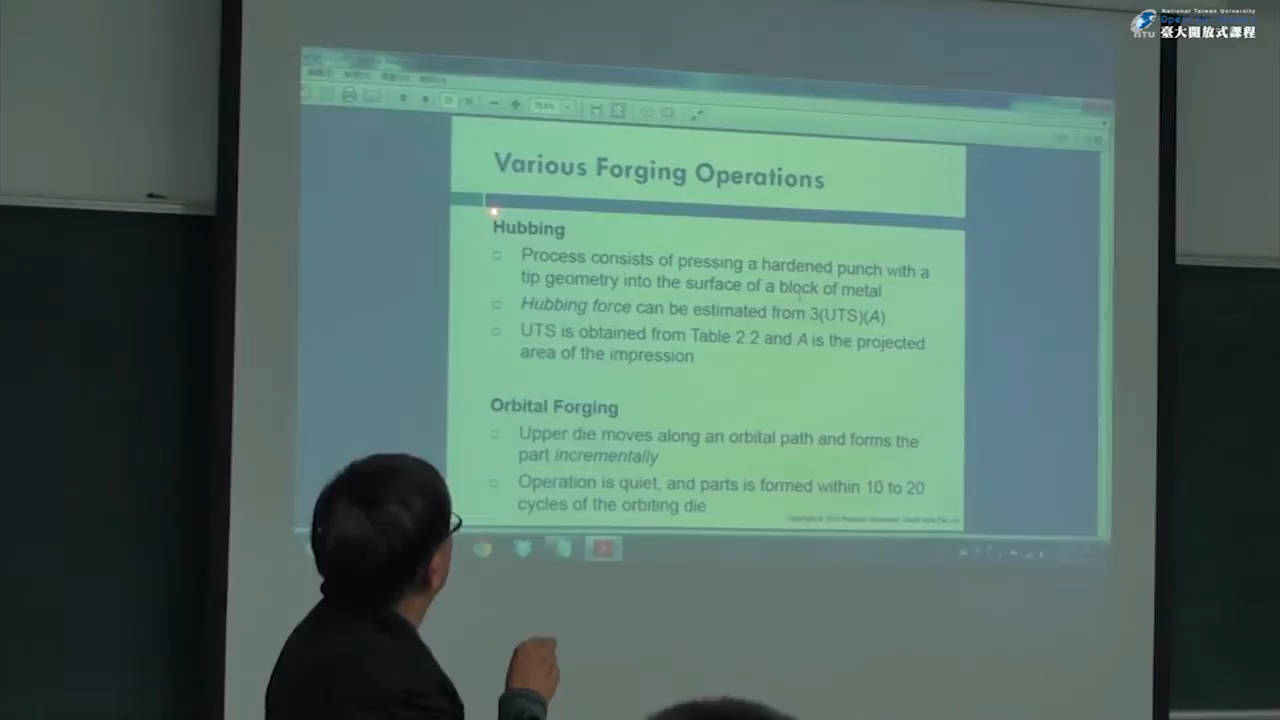 National Taiwan University
臺大開放式課程
NTU
Various Forging Operations
Hubbing
Process consists of pressing a hardened punch with a
tip geometry into the surface of a block of metal
Hubbing force can be estimated from 3(UTS)(A)
UTS is obtained from Table 2.2 and A is the projected
area of the impression
Orbital Forging
Upper die moves along an orbital path and forms the
part incrementally
Operation is quiet, and parts is formed within 10 to 20
cycles of the orbiting die